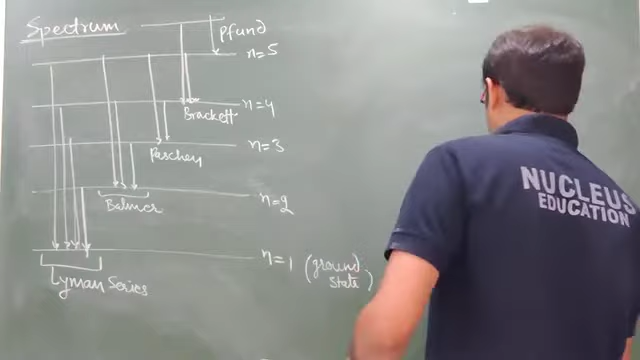 Spectrum
Pfund
n=5
n=4
Brackett
n=3
Paschen
n=2
Balmer
n=1 (ground
state)
Lyman Series
NUCLEUS
EDUCATION